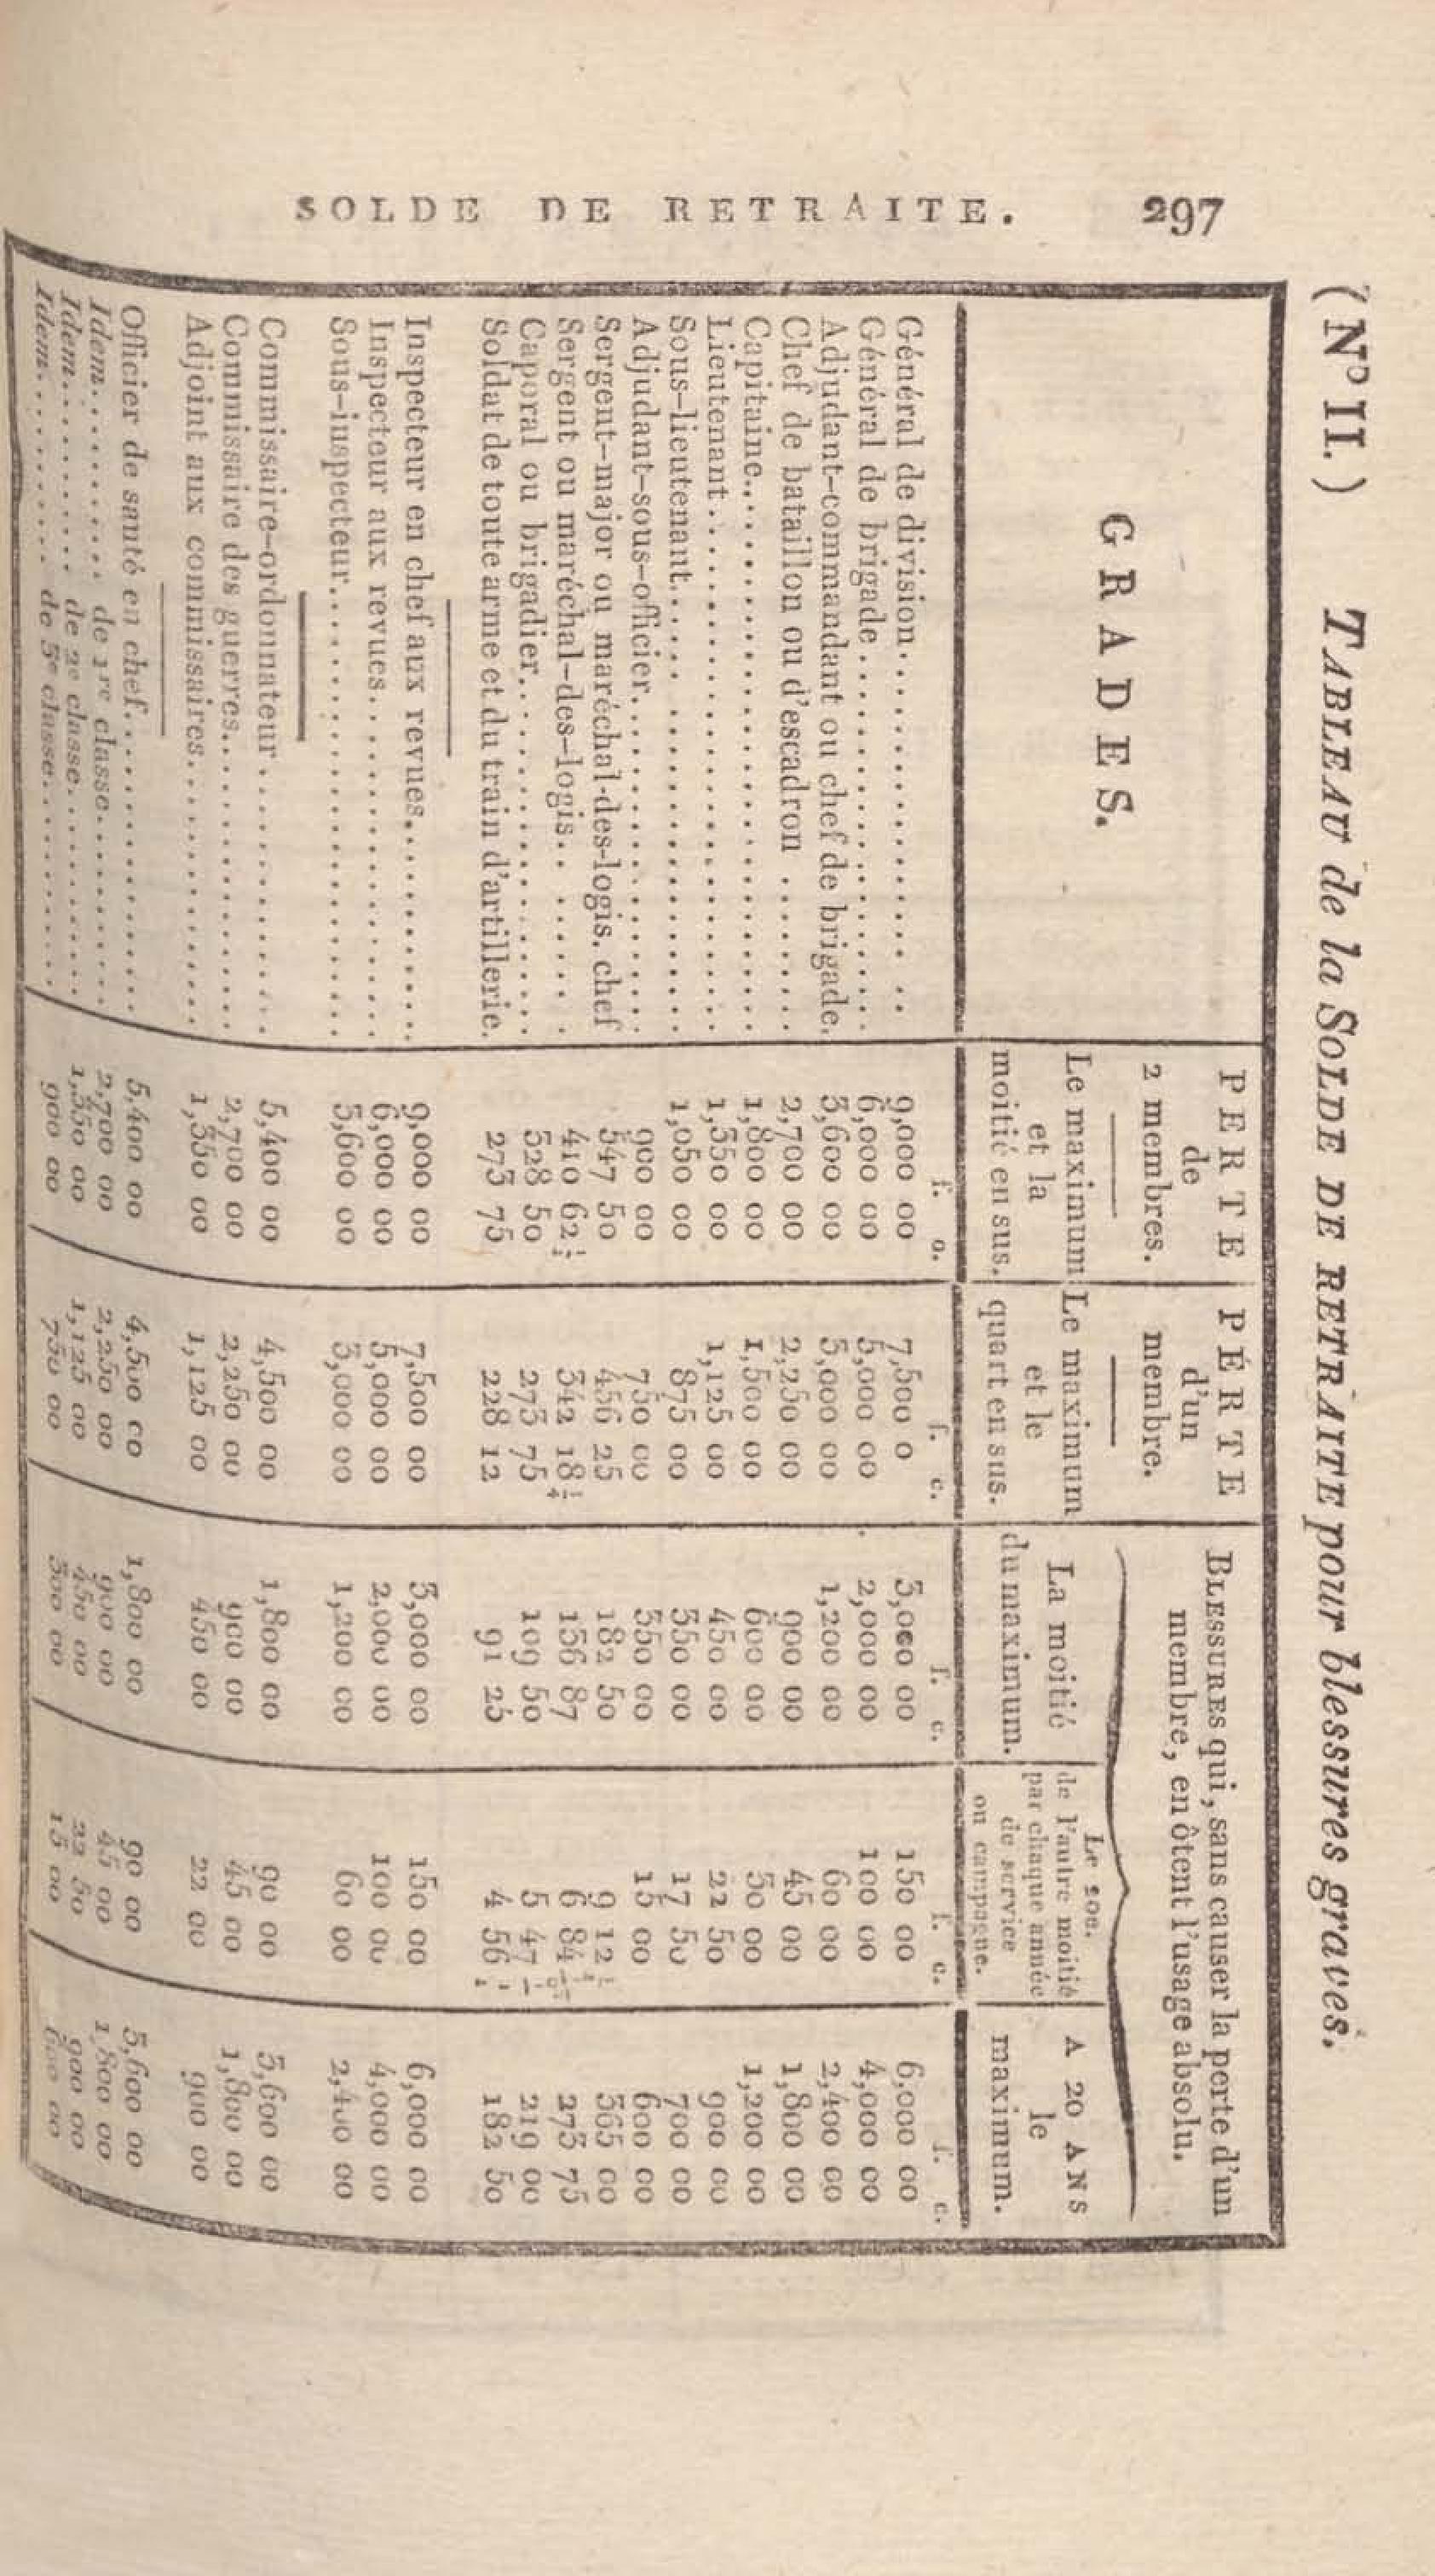 SOLDE DE RETRAITE. 297
(N° II.) TABLEAU de la SOLDE DE RETRAITE pour blessures graves.
GRADES.
PERTE
de
2 membres.
Le maximum
et la
moitié en sus.
PERTE
d'un
membre.
Le maximum
et le
quart en sus.
BLESSURES qui, sans causer la perte d'un
membre, en ôtent l'usage absolu.
La moitié
du maximum.
Le 20e.
de l'autre moitié
par chaque année
de service
ou campagne.
A 20 ANS
le
maximum.
f. c. f. c. f. c. f. c. f. c.
Général de division........ 9,000 00 7,500 0 3,000 00 150 00 6,000 00
Général de brigade........ 6,000 00 5,000 00 2,000 00 100 00 4,000 00
Adjudant-commandant ou chef de brigade. 3,600 00 3,000 00 1,200 00 60 00 2,400 00
Chef de bataillon ou d'escadron ........ 2,700 00 2,250 00 900 00 45 00 1,800 00
Capitaine........ 1,800 00 1,500 00 600 00 30 00 1,200 00
Lieutenant........ 1,350 00 1,125 00 450 00 22 50 900 00
Sous-lieutenant........ 1,050 00 875 00 350 00 17 50 700 00
Adjudant-sous-officier........ 900 00 750 00 350 00 15 00 600 00
Sergent-major ou maréchal-des-logis. chef 547 50 456 25 182 50 9 12 365 00
Sergent ou maréchal-des-logis........ 410 62½ 342 18¼ 136 87 6 84 273 75
Caporal ou brigadier........ 328 50 273 75 109 50 5 47 219 00
Soldat de toute arme et du train d'artillerie. 273 75 228 12 91 25 4 56 182 50
Inspecteur en chef aux revues........ 9,000 00 7,500 00 3,000 00 150 00 6,000 00
Inspecteur aux revues........ 6,000 00 5,000 00 2,000 00 100 00 4,000 00
Sous-inspecteur........ 3,600 00 3,000 00 1,200 00 60 00 2,400 00
Commissaire-ordonnateur........ 5,400 00 4,500 00 1,800 00 90 00 3,600 00
Commissaire des guerres........ 2,700 00 2,250 00 900 00 45 00 1,800 00
Adjoint aux commissaires........ 1,350 00 1,125 00 450 00 22 00 900 00
Officier de santé en chef........ 5,400 00 4,500 00 1,800 00 90 00 3,600 00
Idem........ de 1re classe........ 2,700 00 2,250 00 900 00 45 00 1,800 00
Idem........ de 2e classe........ 1,350 00 1,125 00 450 00 22 50 900 00
Idem........ de 3e classe........ 900 00 750 00 300 00 15 00 600 00